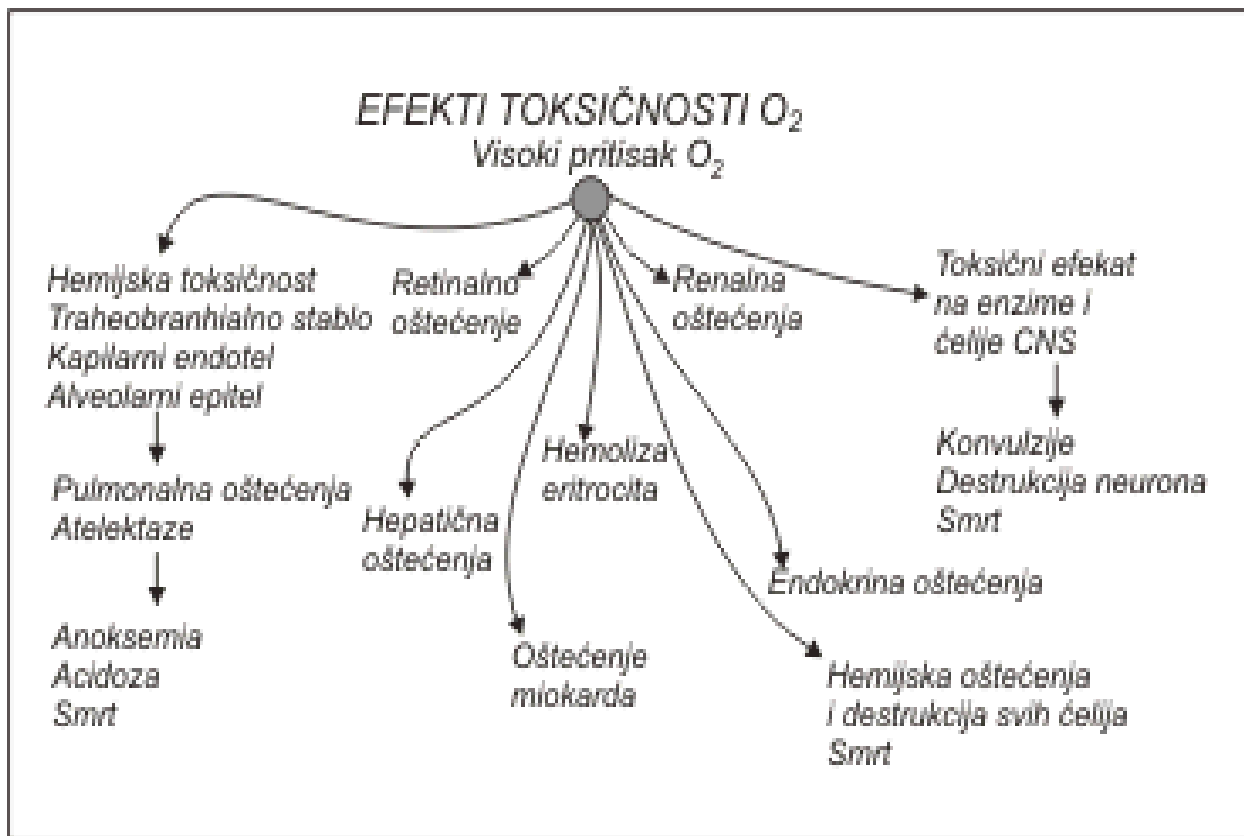 EFEKTI TOKSIČNOSTI O₂
Visoki pritisak O₂
Hemijska toksičnost
Traheobranhialno stablo
Kapilarni endotel
Alveolarni epitel
Pulmonalna oštećenja
Atelektaze
Anoksemia
Acidoza
Smrt
Retinalno
oštećenje
Hepatična
oštećenja
Oštećenje
miokarda
Hemoliza
eritrocita
Renalna
oštećenja
Endokrina oštećenja
Hemijska oštećenja
i destrukcija svih ćelija
Smrt
Toksični efekat
na enzime i
ćelije CNS
Konvulzije
Destrukcija neurona
Smrt